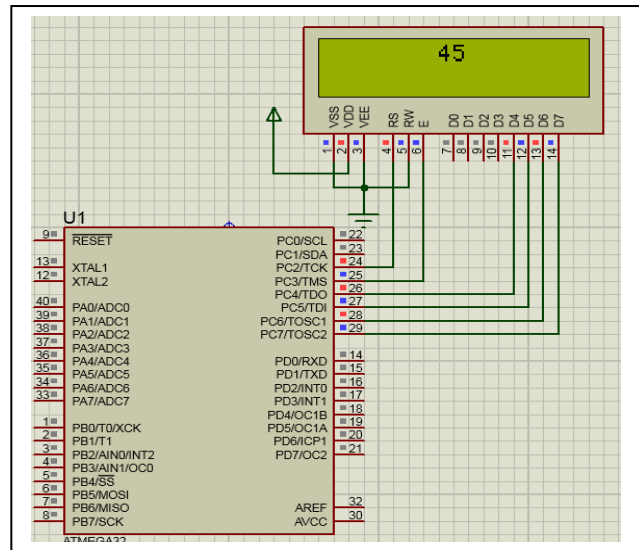 45
VSS
VDD
VEE
RS
RW
E
D0
D1
D2
D3
D4
D5
D6
D7
1
2
3
4
5
6
7
8
9
10
11
12
13
14
U1
9 RESET
13 XTAL1
12 XTAL2
40 PA0/ADC0
39 PA1/ADC1
38 PA2/ADC2
37 PA3/ADC3
36 PA4/ADC4
35 PA5/ADC5
34 PA6/ADC6
33 PA7/ADC7
1 PB0/T0/XCK
2 PB1/T1
3 PB2/AIN0/INT2
4 PB3/AIN1/OC0
5 PB4/SS
6 PB5/MOSI
7 PB6/MISO
8 PB7/SCK
PC0/SCL 22
PC1/SDA 23
PC2/TCK 24
PC3/TMS 25
PC4/TDO 26
PC5/TDI 27
PC6/TOSC1 28
PC7/TOSC2 29
PD0/RXD 14
PD1/TXD 15
PD2/INT0 16
PD3/INT1 17
PD4/OC1B 18
PD5/OC1A 19
PD6/ICP1 20
PD7/OC2 21
AREF 32
AVCC 30
ATMEGA32